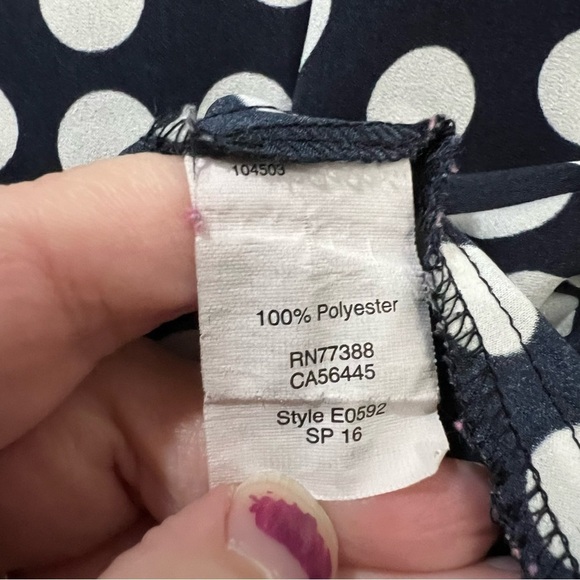 104503
100% Polyester
RN77388
CA56445
Style E0592
SP 16